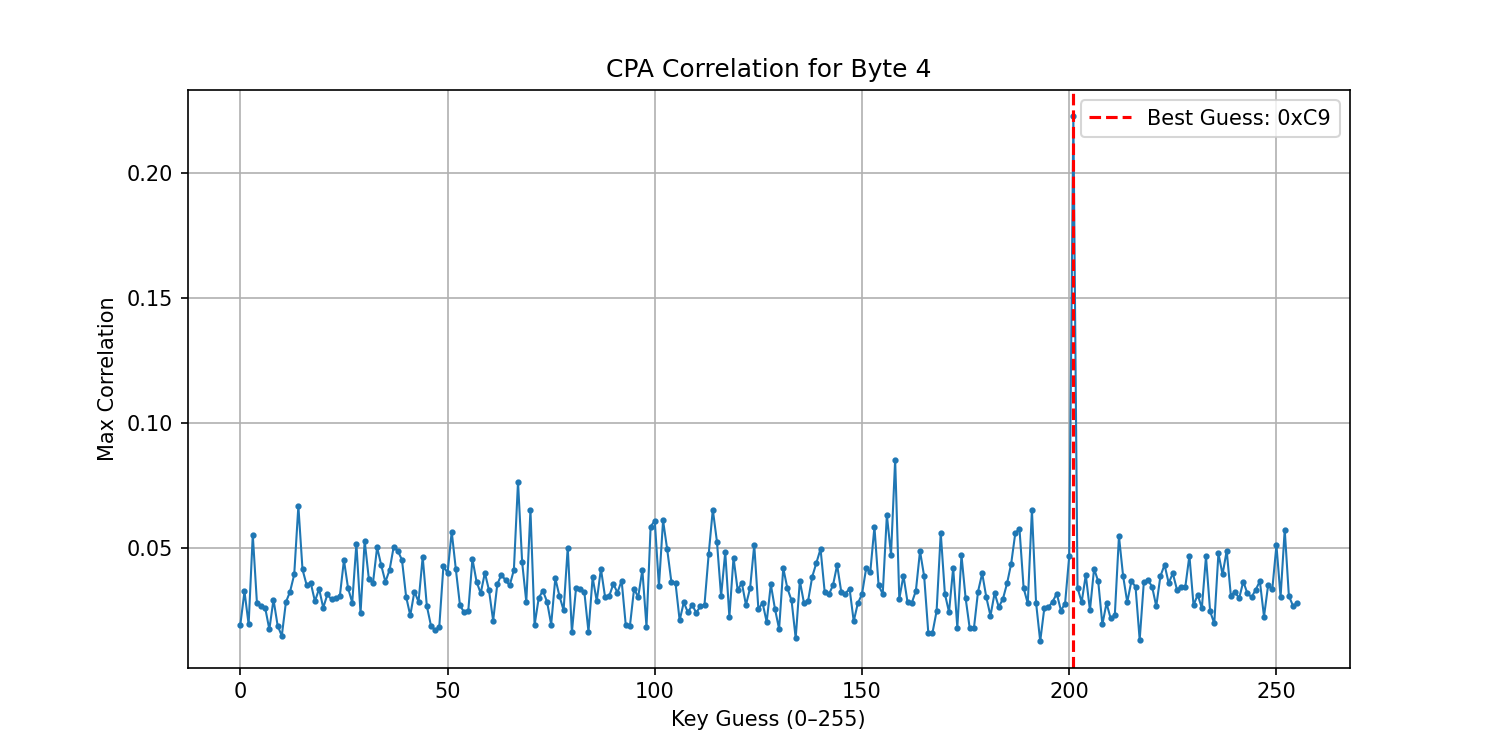 CPA Correlation for Byte 4
Best Guess: 0xC9
Max Correlation
0.20
0.15
0.10
0.05
0 50 100 150 200 250
Key Guess (0–255)